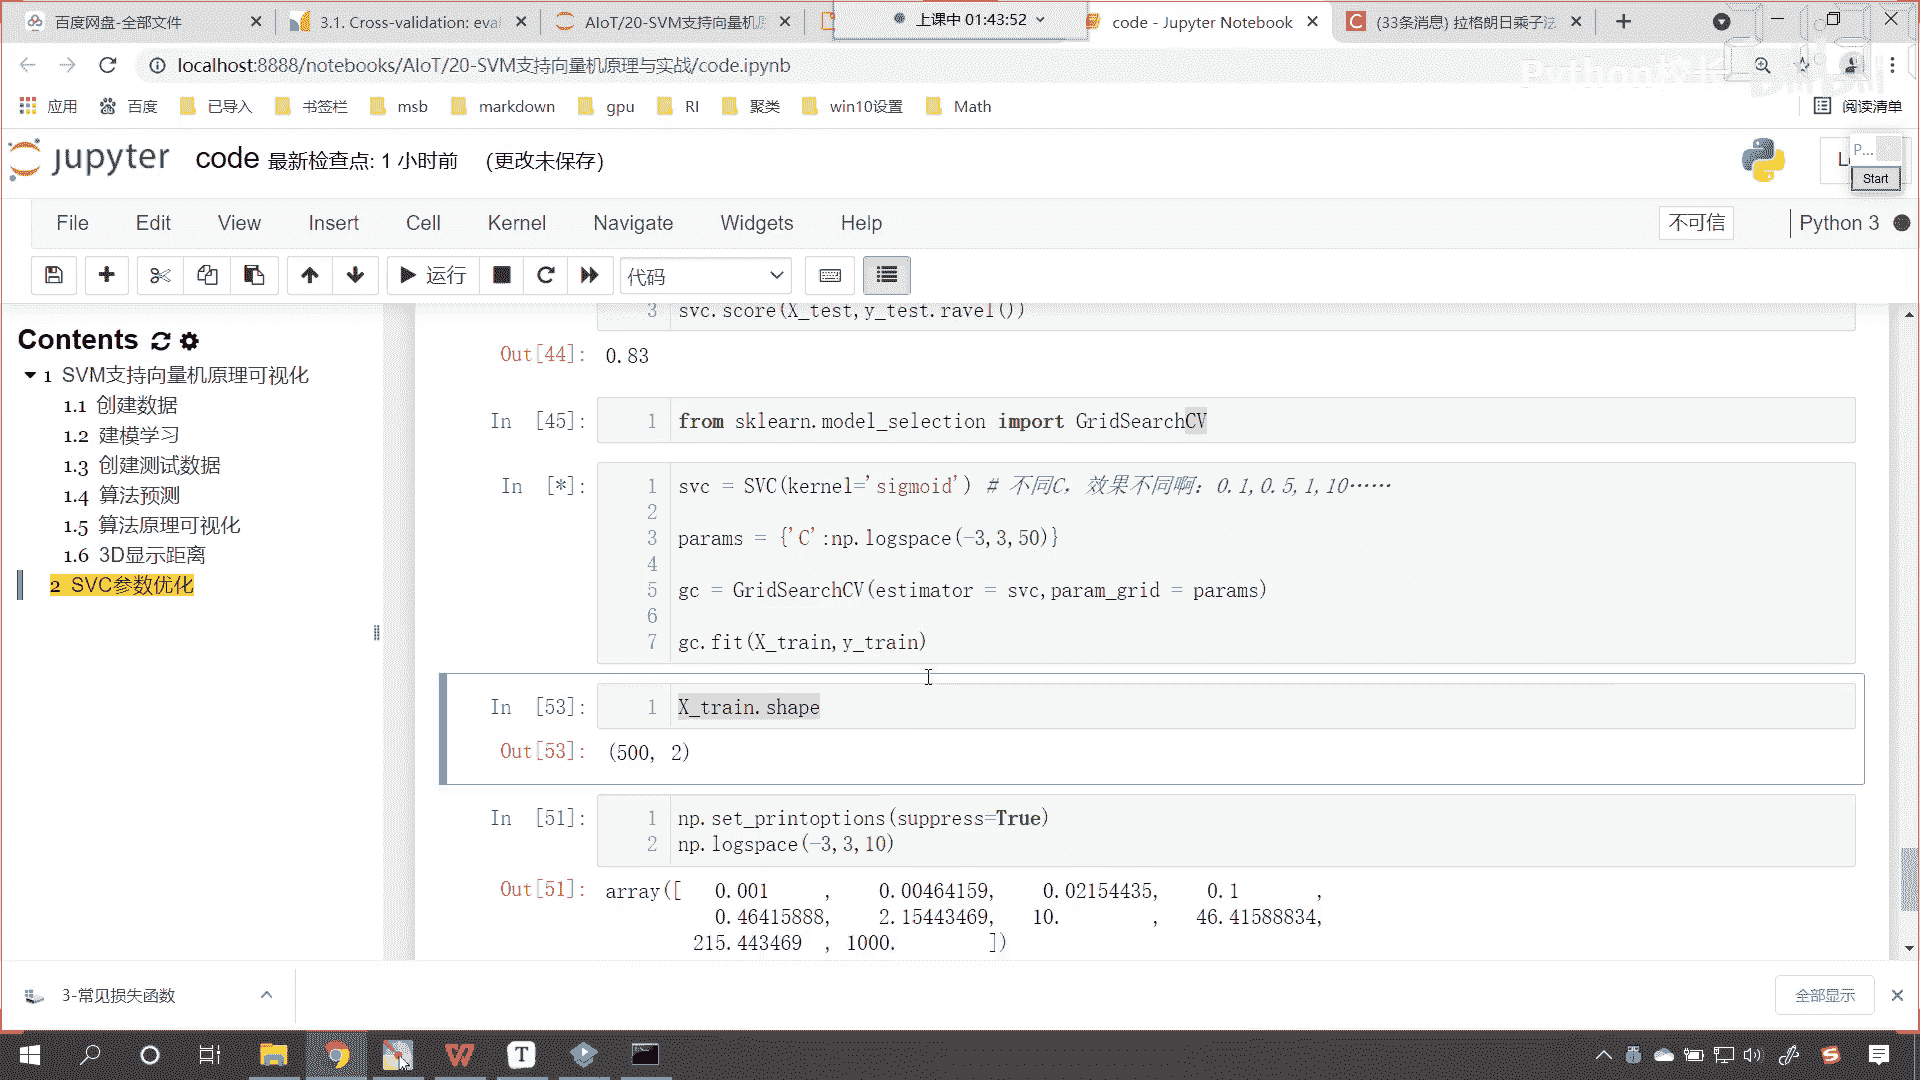 百度网盘-全部文件
3.1. Cross-validation: eva
AIoT/20-SVM支持向量机原
上课中 01:43:52
code - Jupyter Notebook
(33条消息) 拉格朗日乘子法
localhost:8888/notebooks/AIoT/20-SVM支持向量机原理与实战/code.ipynb
应用
百度
已导入
书签栏
msb
markdown
gpu
RI
聚类
win10设置
Math
阅读清单
jupyter code 最新检查点: 1 小时前 (更改未保存)
P...
Start
File Edit View Insert Cell Kernel Navigate Widgets Help
不可信
Python 3
运行
代码
Contents
1 SVM支持向量机原理可视化
1.1 创建数据
1.2 建模学习
1.3 创建测试数据
1.4 算法预测
1.5 算法原理可视化
1.6 3D显示距离
2 SVC参数优化
3 svc.score(X_test,y_test.ravel())
Out[44]: 0.83
In [45]: 1 from sklearn.model_selection import GridSearchCV
In [*]: 1 svc = SVC(kernel='sigmoid') # 不同C，效果不同啊：0.1,0.5,1,10……
2
3 params = {'C':np.logspace(-3,3,50)}
4
5 gc = GridSearchCV(estimator = svc,param_grid = params)
6
7 gc.fit(X_train,y_train)
In [53]: 1 X_train.shape
Out[53]: (500, 2)
In [51]: 1 np.set_printoptions(suppress=True)
2 np.logspace(-3,3,10)
Out[51]: array([ 0.001 , 0.00464159, 0.02154435, 0.1 ,
0.46415888, 2.15443469, 10. , 46.41588834,
215.443469 , 1000. ])
3-常见损失函数
全部显示